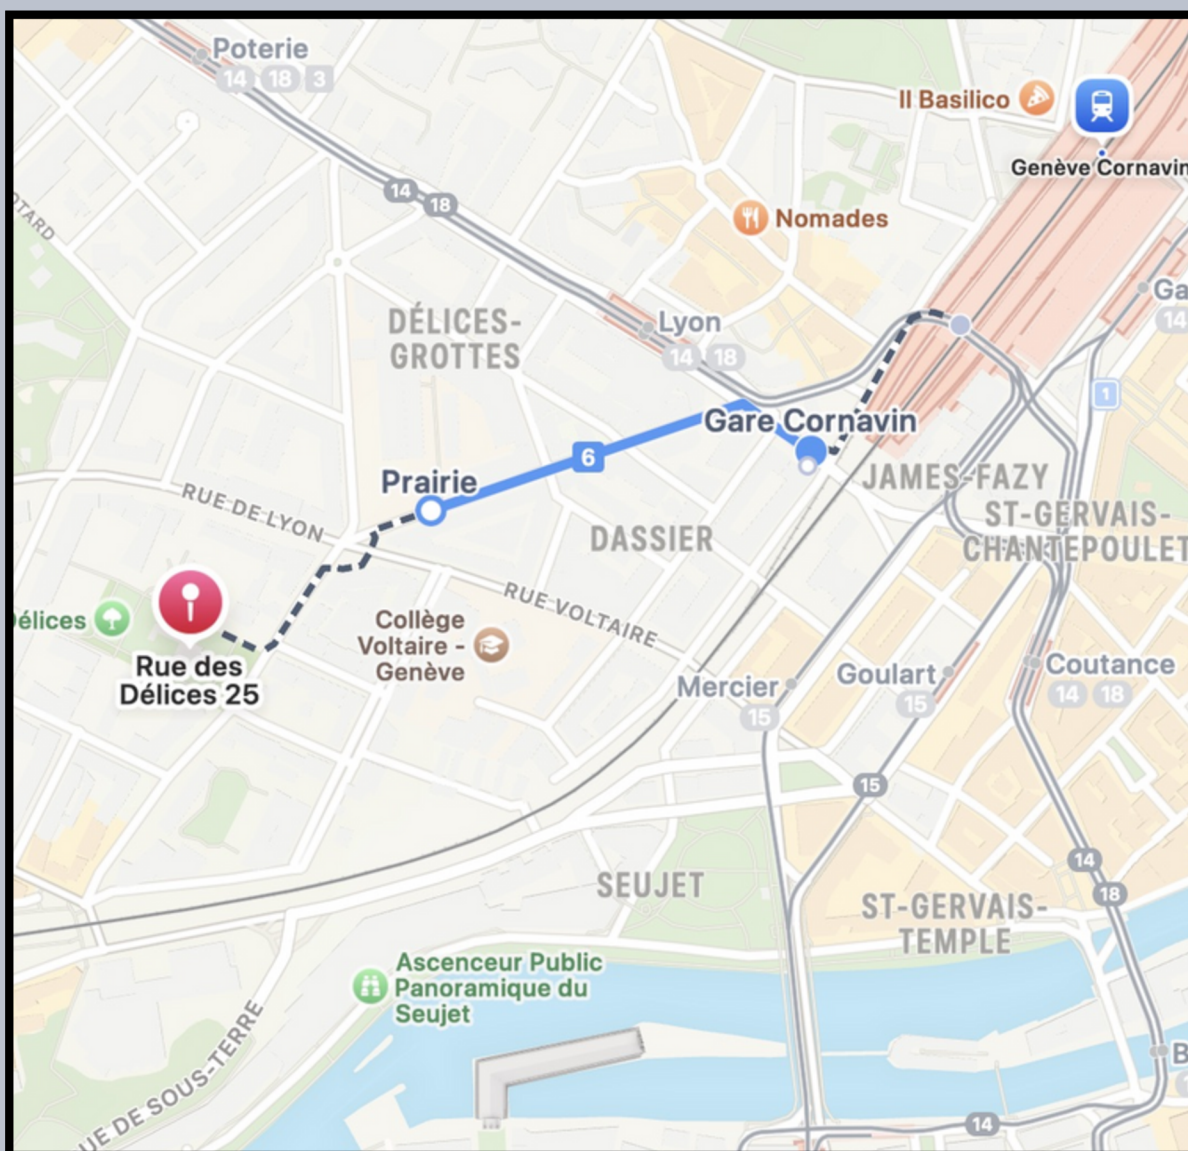 Poterie
14 18 3
Il Basilico
Genève Cornavin
OTARD
14
18
Nomades
Ga
14
DÉLICES-
GROTTES
Lyon
14 18
1
Gare Cornavin
6
Prairie
JAMES-FAZY
RUE DE LYON
ST-GERVAIS-
CHANTEPOULET
DASSIER
RUE VOLTAIRE
Délices
Collège
Voltaire -
Genève
Rue des
Délices 25
Mercier
15
Goulart
15
Coutance
14 18
15
14
18
SEUJET
ST-GERVAIS-
TEMPLE
Ascenceur Public
Panoramique du
Seujet
UE DE SOUS-TERRE
B
14